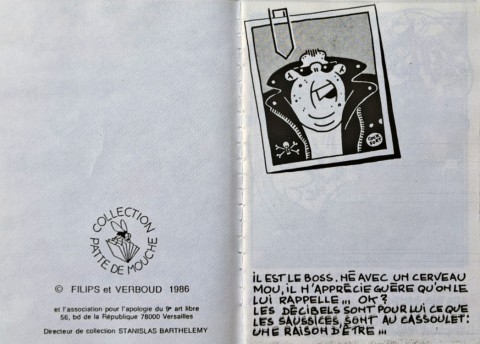 COLLECTION
PATTE DE MOUCHE
© FILIPS et VERBOUD 1986
et l'association pour l'apologie du 9e art libre
56, bd de la République 78000 Versailles
Directeur de collection STANISLAS BARTHELEMY
IL EST LE BOSS. NÉ AVEC UN CERVEAU
MOU, IL N'APPRÉCIE GUÈRE QU'ON LE
LUI RAPPELLE... OK?
LES DÉCIBELS SONT POUR LUI CE QUE
LES SAUSSICES SONT AU CASSOULET:
UNE RAISON D'ÊTRE...